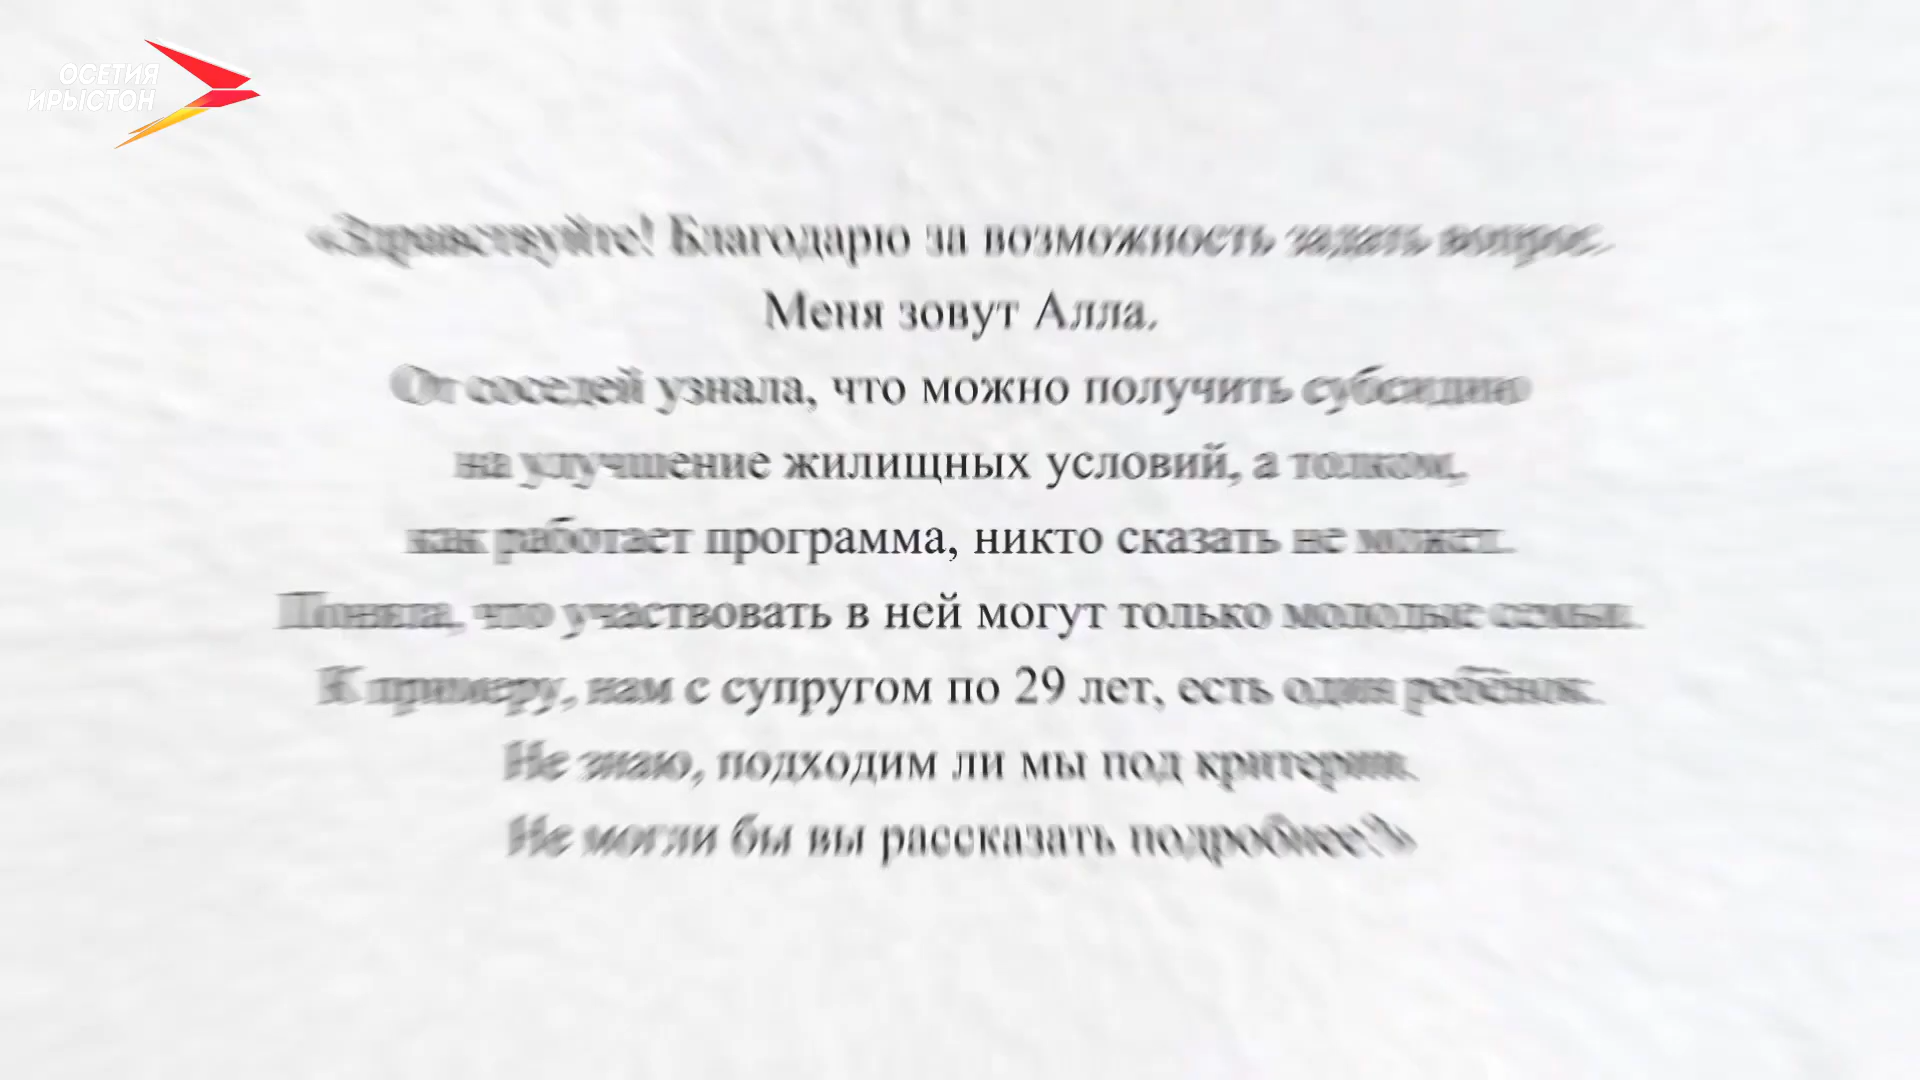 ОСЕТИЯ
ИРЫСТОН
«Здравствуйте! Благодарю за возможность задать вопрос.
Меня зовут Алла.
От соседей узнала, что можно получить субсидию
на улучшение жилищных условий, а толком,
как работает программа, никто сказать не может.
Поняла, что участвовать в ней могут только молодые семьи.
К примеру, нам с супругом по 29 лет, есть один ребёнок.
Не знаю, подходим ли мы под критерии.
Не могли бы вы рассказать подробнее?»